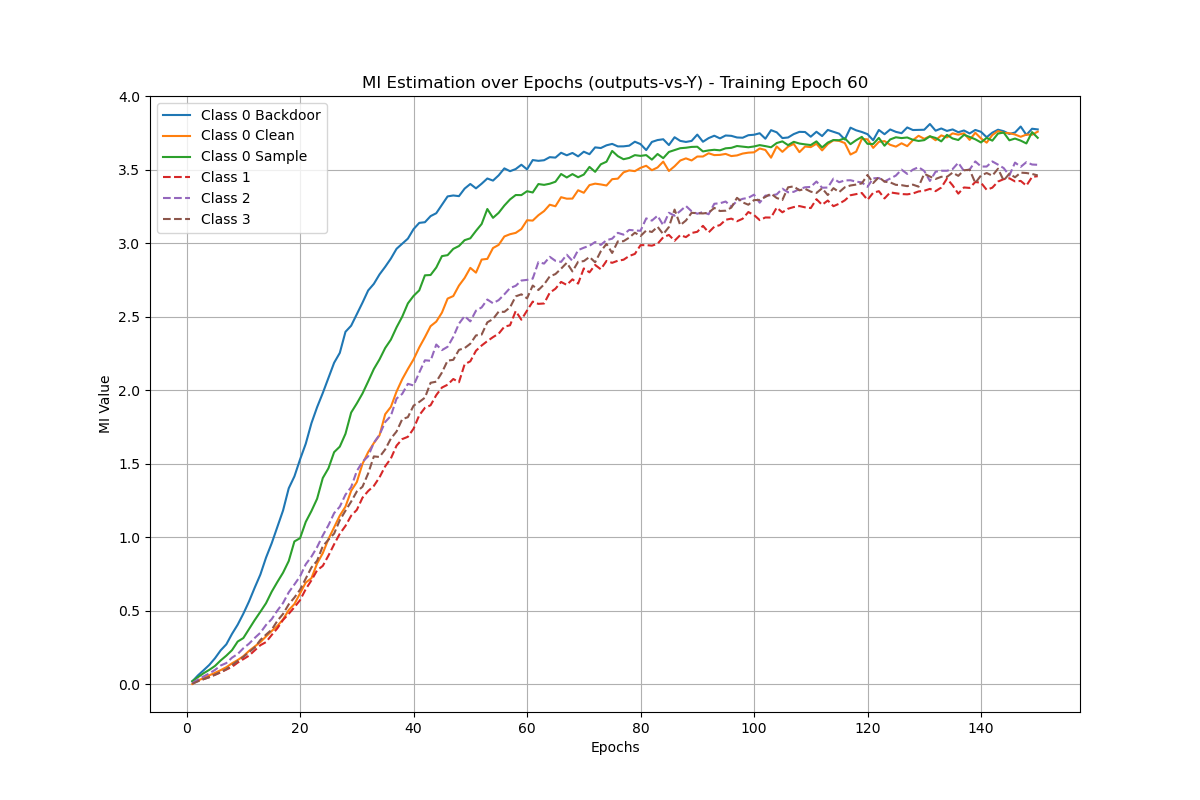 MI Estimation over Epochs (outputs-vs-Y) - Training Epoch 60
4.0
3.5
3.0
2.5
2.0
1.5
1.0
0.5
0.0
MI Value
Class 0 Backdoor
Class 0 Clean
Class 0 Sample
Class 1
Class 2
Class 3
0 20 40 60 80 100 120 140
Epochs